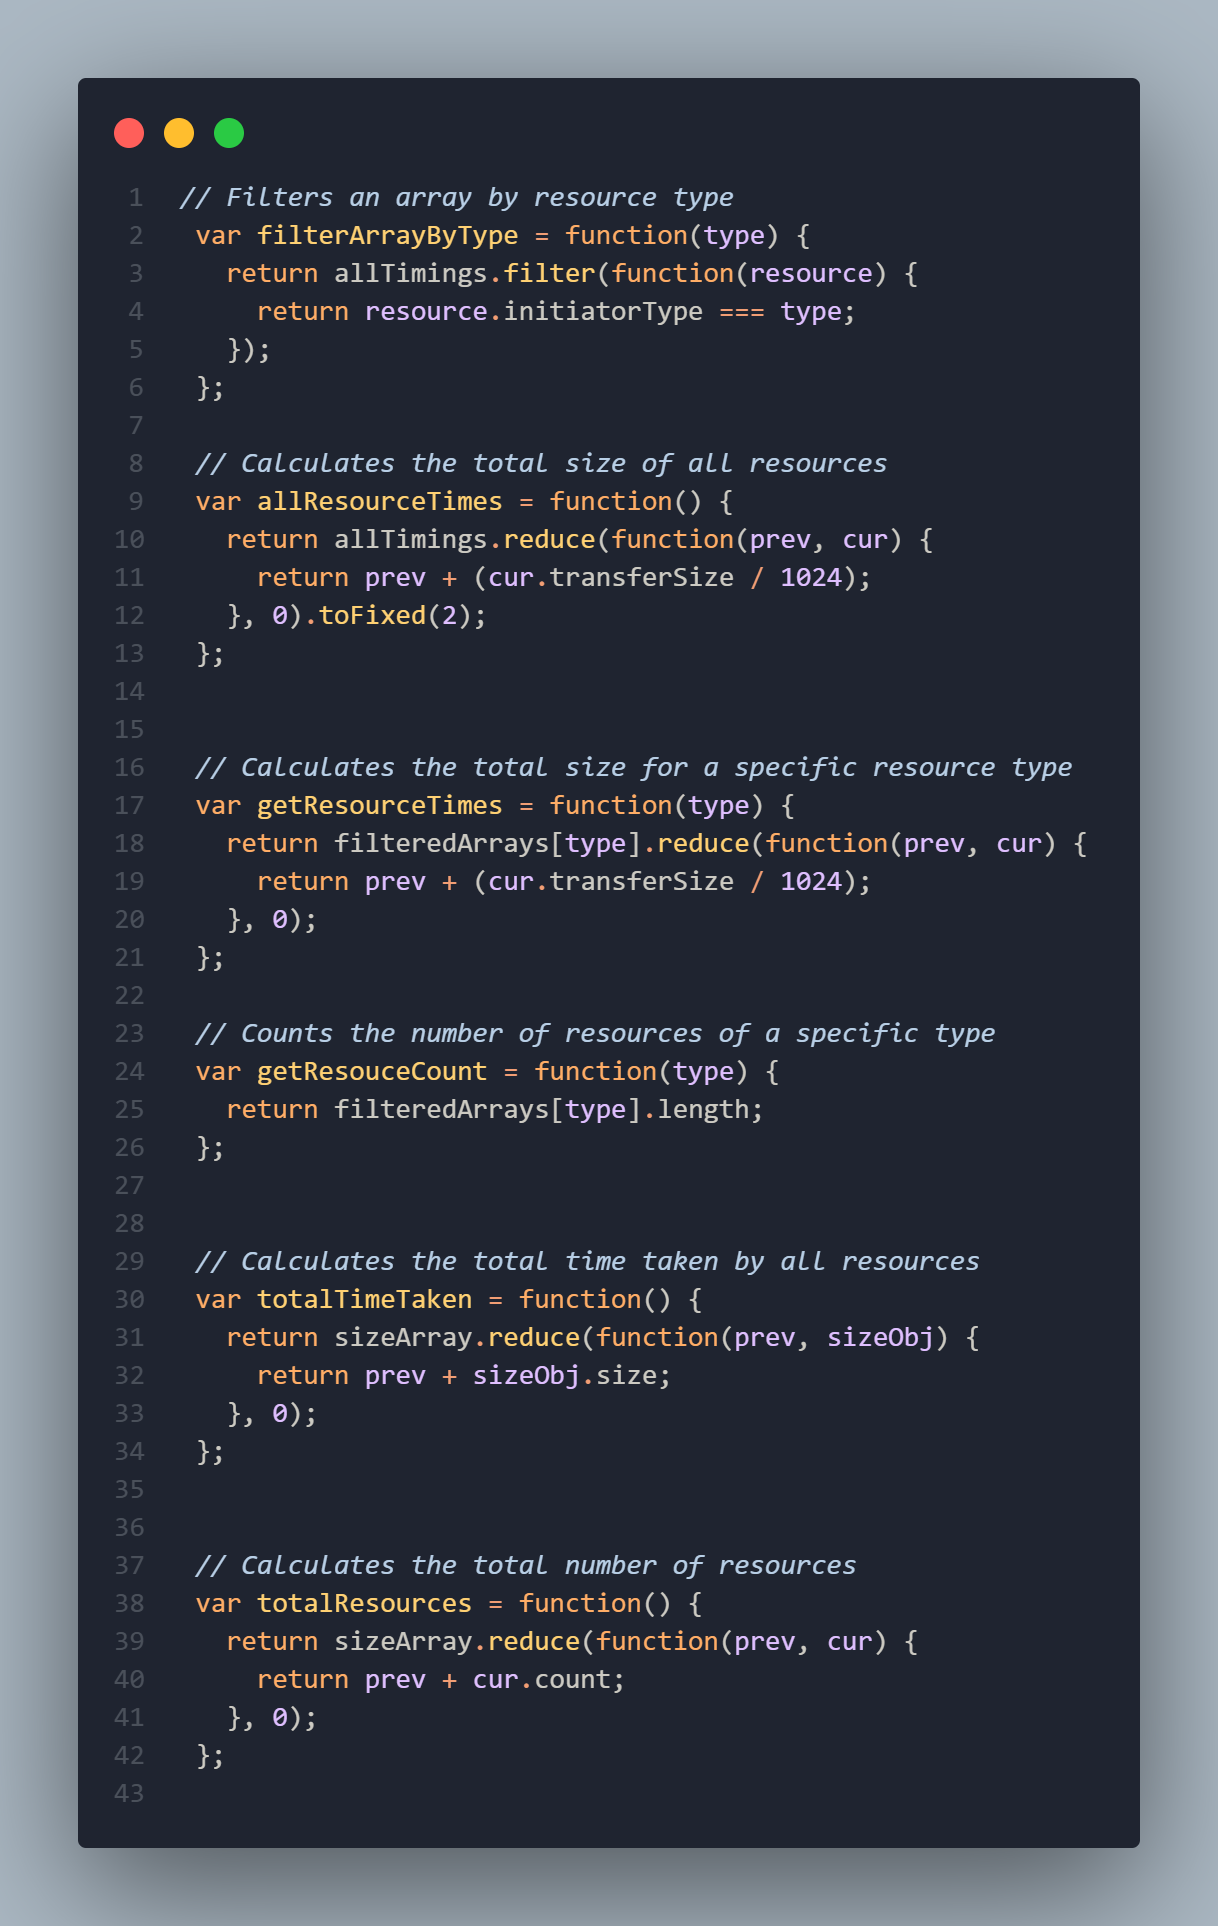 1 // Filters an array by resource type
2 var filterArrayByType = function(type) {
3 return allTimings.filter(function(resource) {
4 return resource.initiatorType === type;
5 });
6 };
7
8 // Calculates the total size of all resources
9 var allResourceTimes = function() {
10 return allTimings.reduce(function(prev, cur) {
11 return prev + (cur.transferSize / 1024);
12 }, 0).toFixed(2);
13 };
14
15
16 // Calculates the total size for a specific resource type
17 var getResourceTimes = function(type) {
18 return filteredArrays[type].reduce(function(prev, cur) {
19 return prev + (cur.transferSize / 1024);
20 }, 0);
21 };
22
23 // Counts the number of resources of a specific type
24 var getResouceCount = function(type) {
25 return filteredArrays[type].length;
26 };
27
28
29 // Calculates the total time taken by all resources
30 var totalTimeTaken = function() {
31 return sizeArray.reduce(function(prev, sizeObj) {
32 return prev + sizeObj.size;
33 }, 0);
34 };
35
36
37 // Calculates the total number of resources
38 var totalResources = function() {
39 return sizeArray.reduce(function(prev, cur) {
40 return prev + cur.count;
41 }, 0);
42 };
43